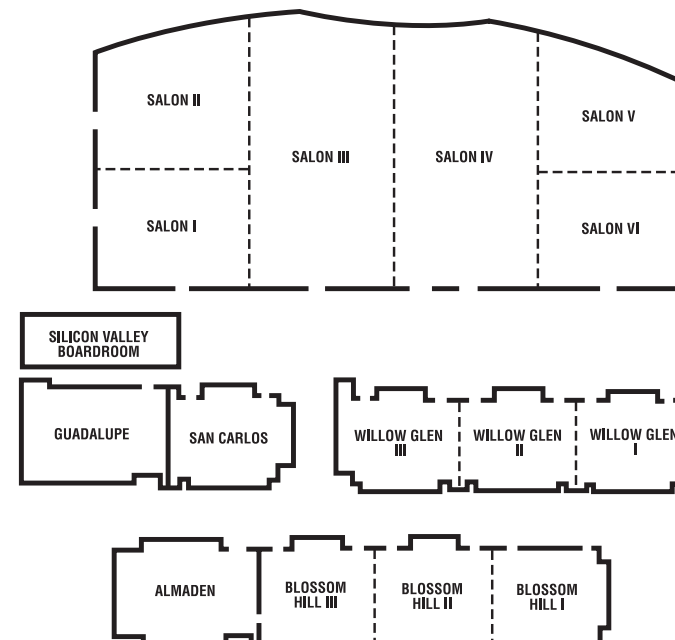 SALON II
SALON V
SALON III
SALON IV
SALON I
SALON VI
SILICON VALLEY
BOARDROOM
GUADALUPE
SAN CARLOS
WILLOW GLEN
III
WILLOW GLEN
II
WILLOW GLEN
I
ALMADEN
BLOSSOM
HILL III
BLOSSOM
HILL II
BLOSSOM
HILL I